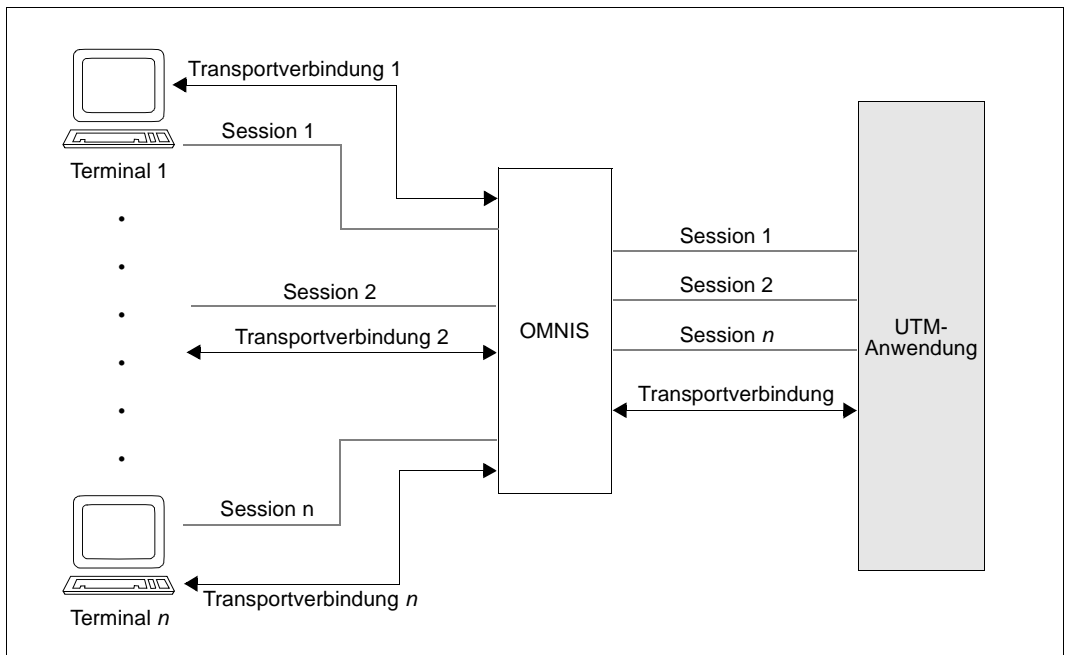 Transportverbindung 1
Session 1
Terminal 1
Session 2
Transportverbindung 2
Session n
Transportverbindung n
Terminal n
OMNIS
Session 1
Session 2
Session n
Transportverbindung
UTM-
Anwendung